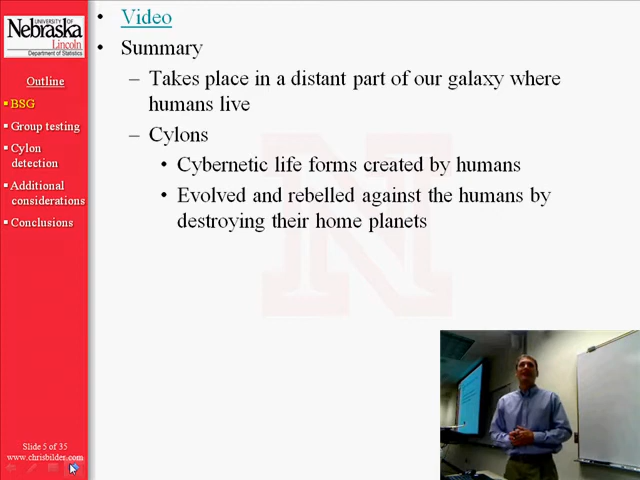 UNIVERSITY OF
Nebraska
Lincoln
Department of Statistics
Outline
BSG
Group testing
Cylon
detection
Additional
considerations
Conclusions
Slide 5 of 35
www.chrisbilder.com
• Video
• Summary
– Takes place in a distant part of our galaxy where
humans live
– Cylons
• Cybernetic life forms created by humans
• Evolved and rebelled against the humans by
destroying their home planets